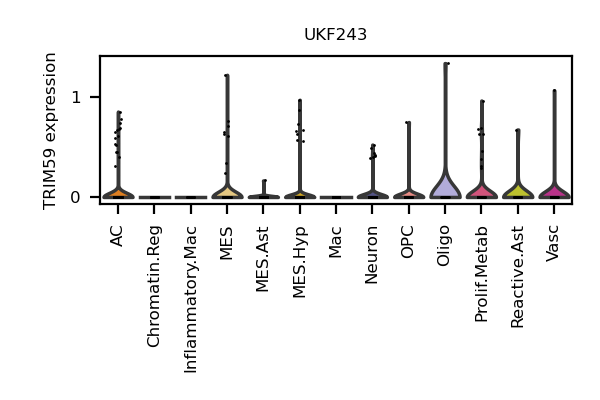 UKF243
TRIM59 expression
1
0
AC
Chromatin.Reg
Inflammatory.Mac
MES
MES.Ast
MES.Hyp
Mac
Neuron
OPC
Oligo
Prolif.Metab
Reactive.Ast
Vasc